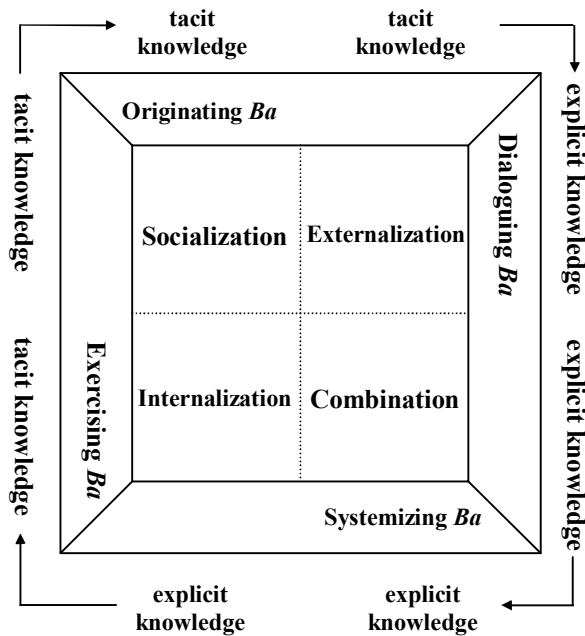 tacit
knowledge
tacit
knowledge
tacit knowledge
explicit knowledge
Originating Ba
Dialoguing Ba
Socialization
Externalization
Internalization
Combination
Exercising Ba
Systemizing Ba
tacit knowledge
explicit knowledge
explicit
knowledge
explicit
knowledge